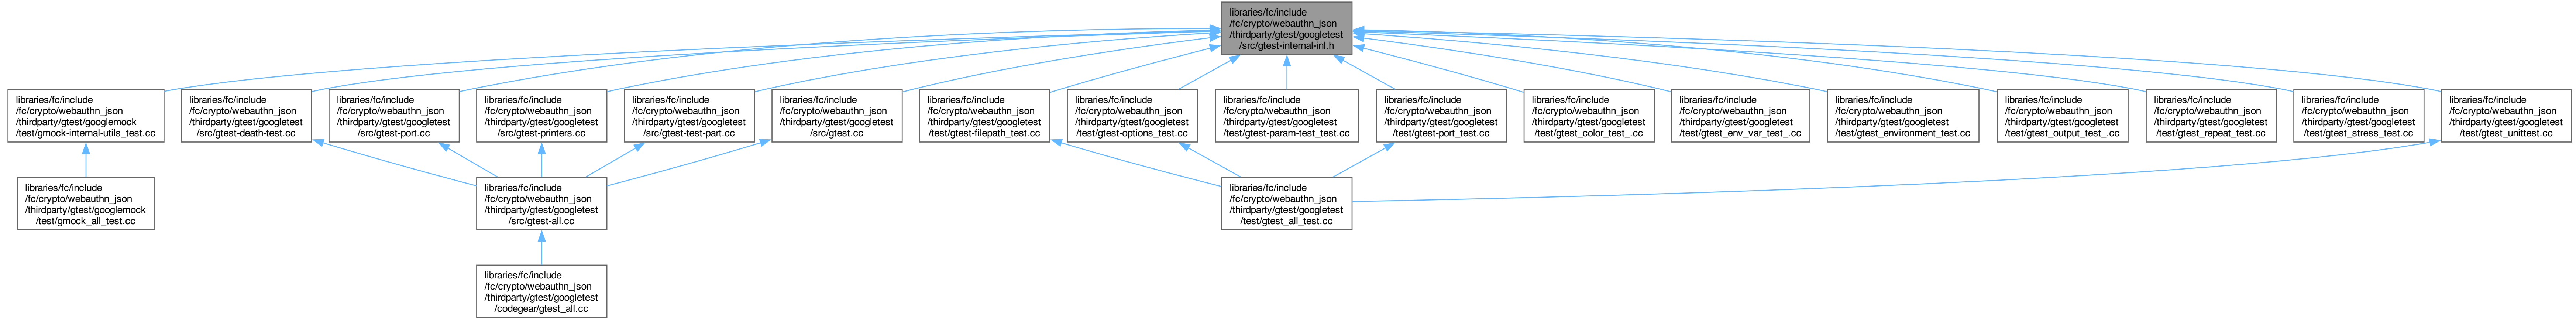 libraries/fc/include
/fc/crypto/webauthn_json
/thirdparty/gtest/googletest
/src/gtest-internal-inl.h
libraries/fc/include
/fc/crypto/webauthn_json
/thirdparty/gtest/googlemock
/test/gmock-internal-utils_test.cc
libraries/fc/include
/fc/crypto/webauthn_json
/thirdparty/gtest/googletest
/src/gtest-death-test.cc
libraries/fc/include
/fc/crypto/webauthn_json
/thirdparty/gtest/googletest
/src/gtest-port.cc
libraries/fc/include
/fc/crypto/webauthn_json
/thirdparty/gtest/googletest
/src/gtest-printers.cc
libraries/fc/include
/fc/crypto/webauthn_json
/thirdparty/gtest/googletest
/src/gtest-test-part.cc
libraries/fc/include
/fc/crypto/webauthn_json
/thirdparty/gtest/googletest
/src/gtest.cc
libraries/fc/include
/fc/crypto/webauthn_json
/thirdparty/gtest/googletest
/test/gtest-filepath_test.cc
libraries/fc/include
/fc/crypto/webauthn_json
/thirdparty/gtest/googletest
/test/gtest-options_test.cc
libraries/fc/include
/fc/crypto/webauthn_json
/thirdparty/gtest/googletest
/test/gtest-param-test_test.cc
libraries/fc/include
/fc/crypto/webauthn_json
/thirdparty/gtest/googletest
/test/gtest-port_test.cc
libraries/fc/include
/fc/crypto/webauthn_json
/thirdparty/gtest/googletest
/test/gtest_color_test_.cc
libraries/fc/include
/fc/crypto/webauthn_json
/thirdparty/gtest/googletest
/test/gtest_env_var_test_.cc
libraries/fc/include
/fc/crypto/webauthn_json
/thirdparty/gtest/googletest
/test/gtest_environment_test.cc
libraries/fc/include
/fc/crypto/webauthn_json
/thirdparty/gtest/googletest
/test/gtest_output_test_.cc
libraries/fc/include
/fc/crypto/webauthn_json
/thirdparty/gtest/googletest
/test/gtest_repeat_test.cc
libraries/fc/include
/fc/crypto/webauthn_json
/thirdparty/gtest/googletest
/test/gtest_stress_test.cc
libraries/fc/include
/fc/crypto/webauthn_json
/thirdparty/gtest/googletest
/test/gtest_unittest.cc
libraries/fc/include
/fc/crypto/webauthn_json
/thirdparty/gtest/googlemock
/test/gmock_all_test.cc
libraries/fc/include
/fc/crypto/webauthn_json
/thirdparty/gtest/googletest
/src/gtest-all.cc
libraries/fc/include
/fc/crypto/webauthn_json
/thirdparty/gtest/googletest
/test/gtest_all_test.cc
libraries/fc/include
/fc/crypto/webauthn_json
/thirdparty/gtest/googletest
/codegear/gtest_all.cc